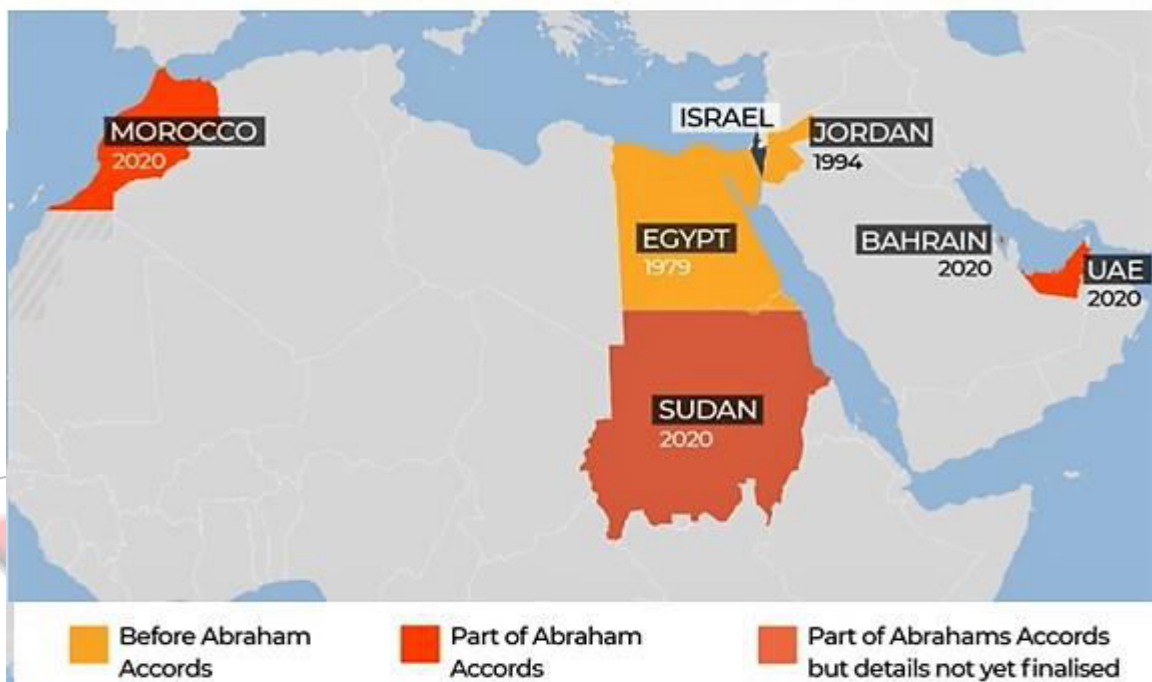 MOROCCO
2020
ISRAEL
JORDAN
1994
EGYPT
1979
BAHRAIN
2020
UAE
2020
SUDAN
2020
Before Abraham
Accords
Part of Abraham
Accords
Part of Abrahams Accords
but details not yet finalised